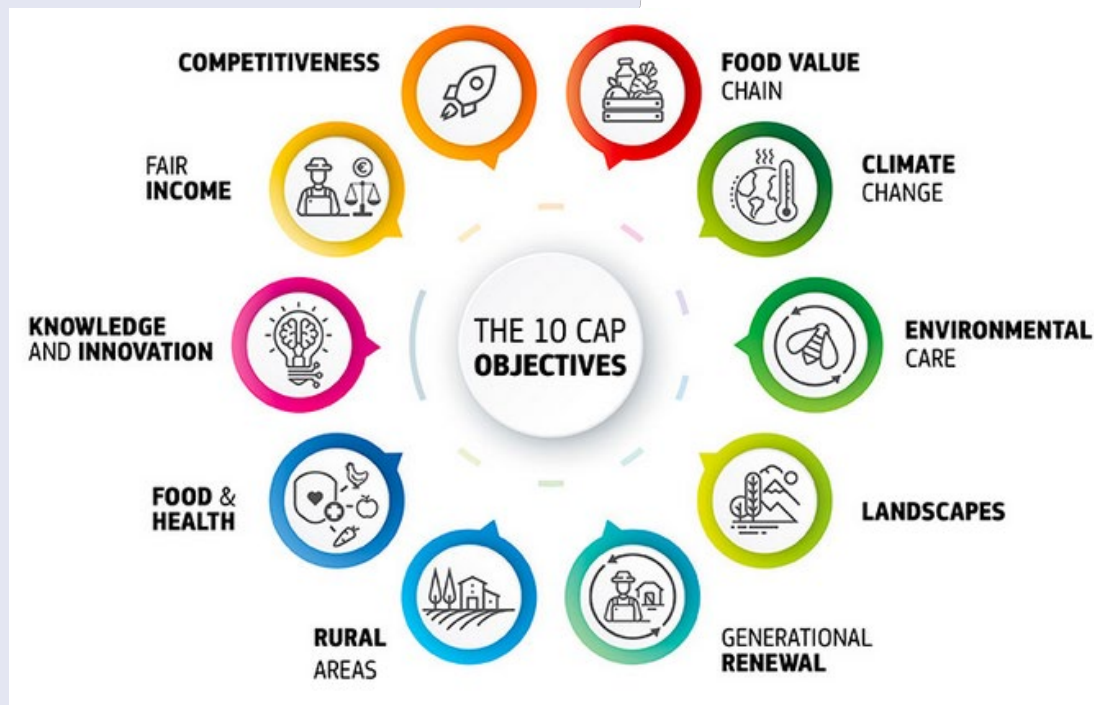 COMPETITIVENESS
FOOD VALUE
CHAIN
FAIR
INCOME
CLIMATE
CHANGE
KNOWLEDGE
AND INNOVATION
THE 10 CAP
OBJECTIVES
ENVIRONMENTAL
CARE
FOOD &
HEALTH
LANDSCAPES
RURAL
AREAS
GENERATIONAL
RENEWAL
€